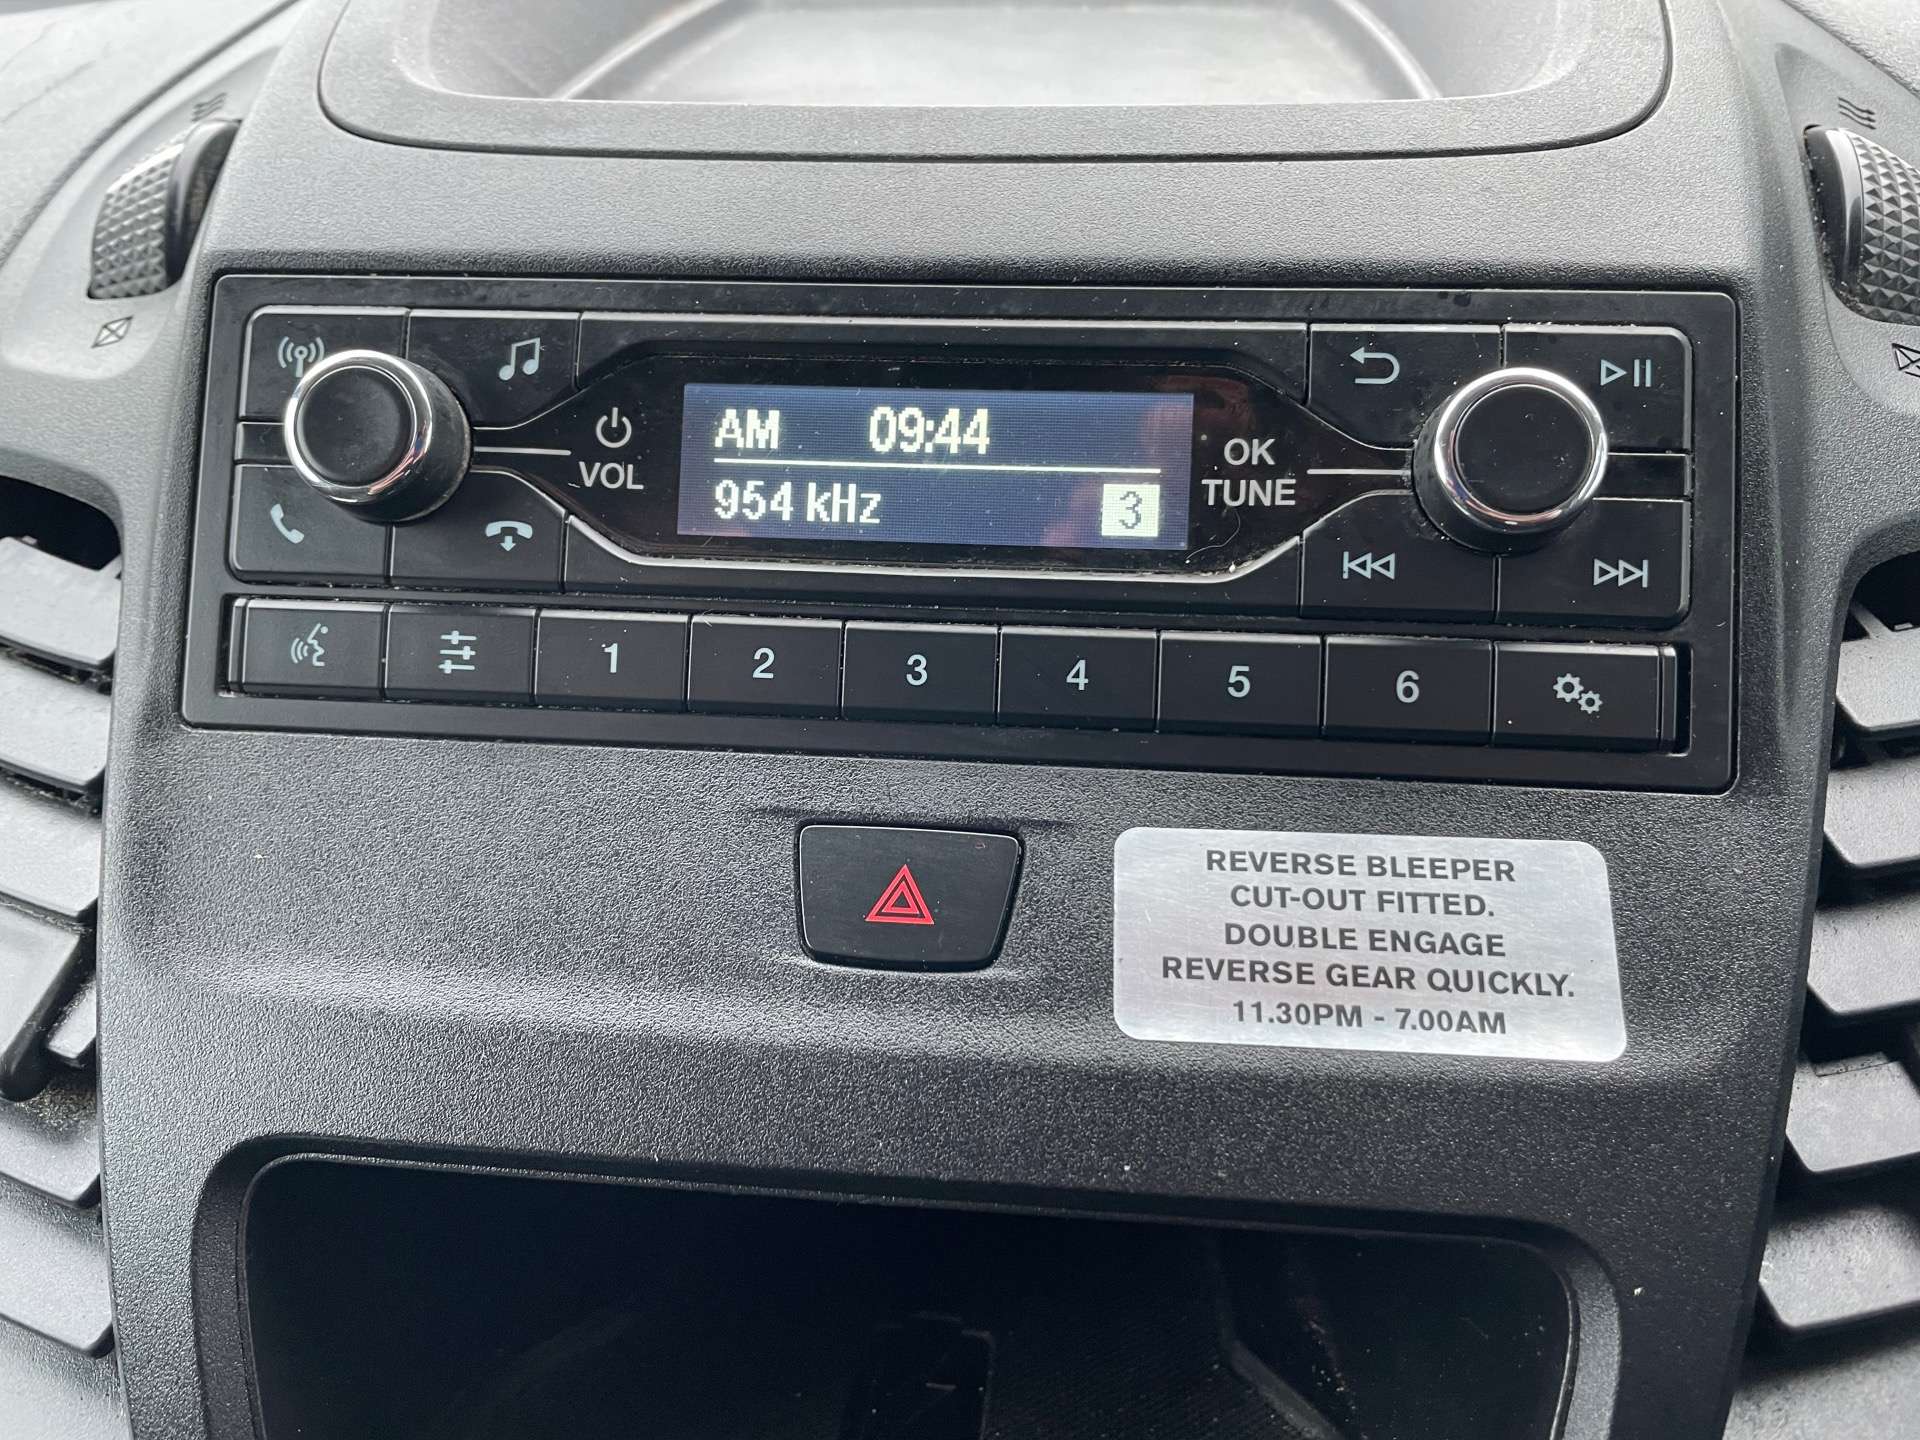 AM 09:44
954 kHz 3
VOL
OK
TUNE
1 2 3 4 5 6
REVERSE BLEEPER
CUT-OUT FITTED.
DOUBLE ENGAGE
REVERSE GEAR QUICKLY.
11.30PM - 7.00AM